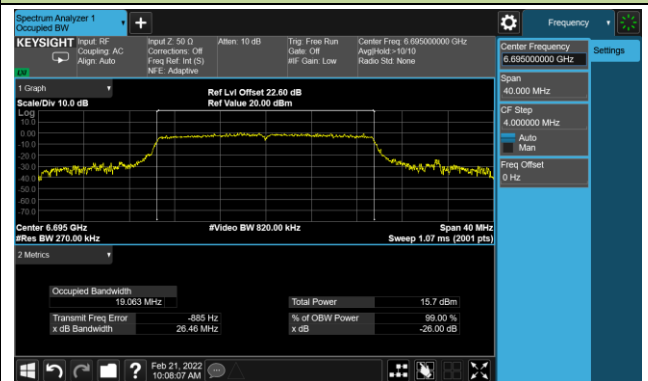 Spectrum Analyzer 1
Occupied BW
Frequency
KEYSIGHT
Input: RF
Coupling: AC
Align: Auto
Input Z: 50 Ω
Corrections: Off
Freq Ref: Int (S)
NFE: Adaptive
Atten: 10 dB
Trig: Free Run
Gate: Off
#IF Gain: Low
Center Freq: 6.695000000 GHz
Avg|Hold:>10/10
Radio Std: None
Center Frequency
6.695000000 GHz
Settings
Span
40.000 MHz
CF Step
4.000000 MHz
Auto
Man
Freq Offset
0 Hz
1 Graph
Scale/Div 10.0 dB
Ref Lvl Offset 22.60 dB
Ref Value 20.00 dBm
Log
10.0
0.00
-10.0
-20.0
-30.0
-40.0
-50.0
-60.0
-70.0
Center 6.695 GHz
#Res BW 270.00 kHz
#Video BW 820.00 kHz
Span 40 MHz
Sweep 1.07 ms (2001 pts)
2 Metrics
Occupied Bandwidth
19.063 MHz
Total Power
15.7 dBm
Transmit Freq Error
-885 Hz
% of OBW Power
99.00 %
x dB Bandwidth
26.46 MHz
x dB
-26.00 dB
?
Feb 21, 2022
10:08:07 AM